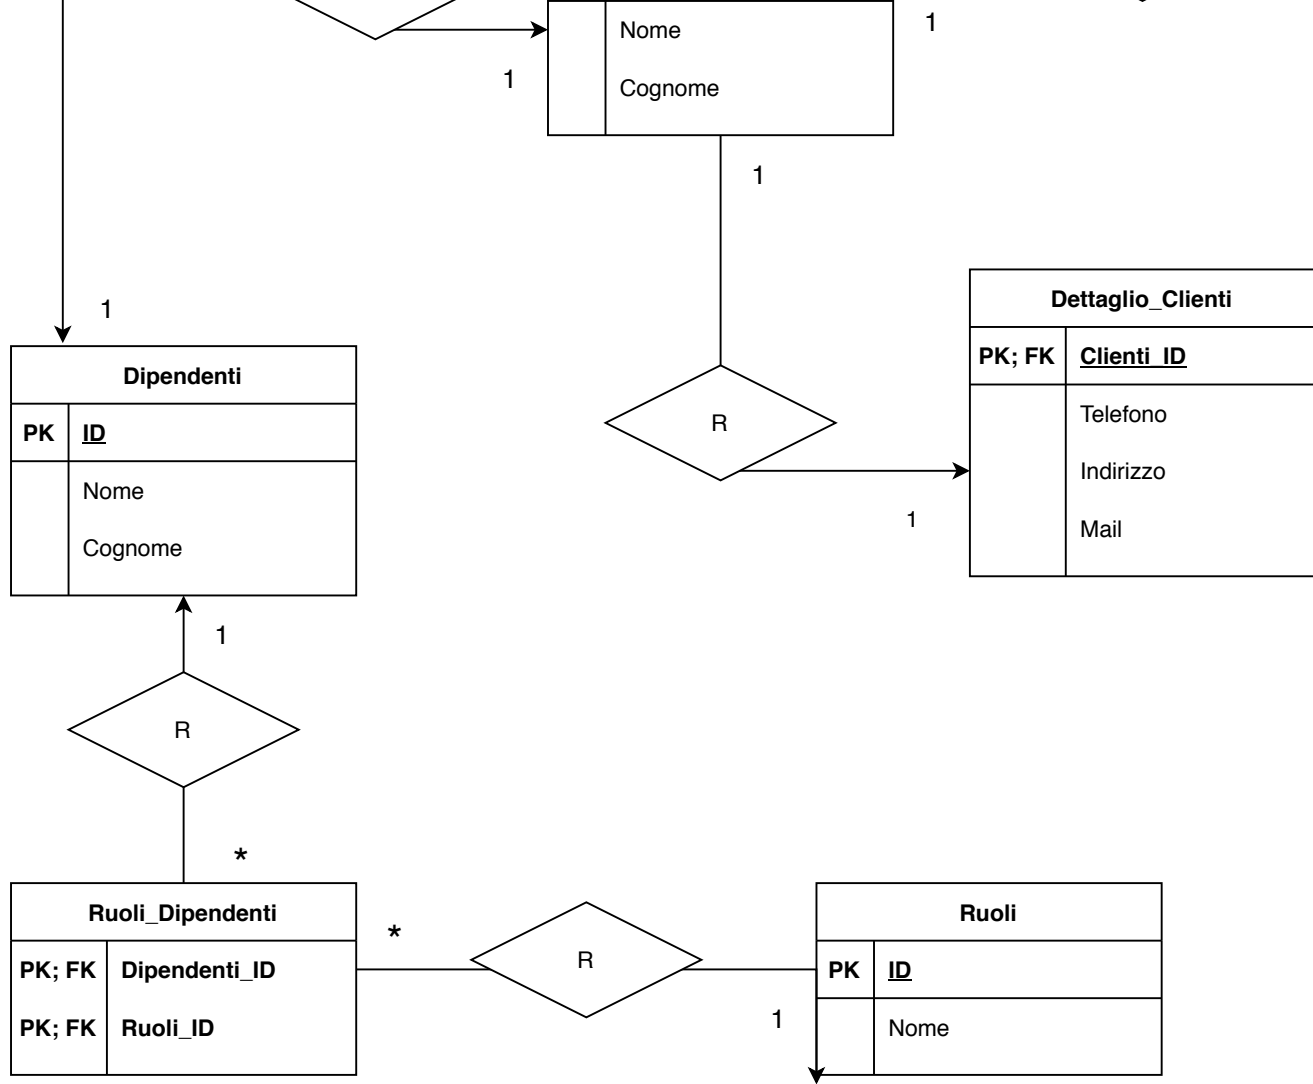 Nome
1
Cognome
1
1
1
Dettaglio_Clienti
PK; FK Clienti_ID
Telefono
Indirizzo
Mail
Dipendenti
PK ID
Nome
Cognome
R
1
1
R
*
Ruoli_Dipendenti
PK; FK Dipendenti_ID
PK; FK Ruoli_ID
*
R
1
Ruoli
PK ID
Nome